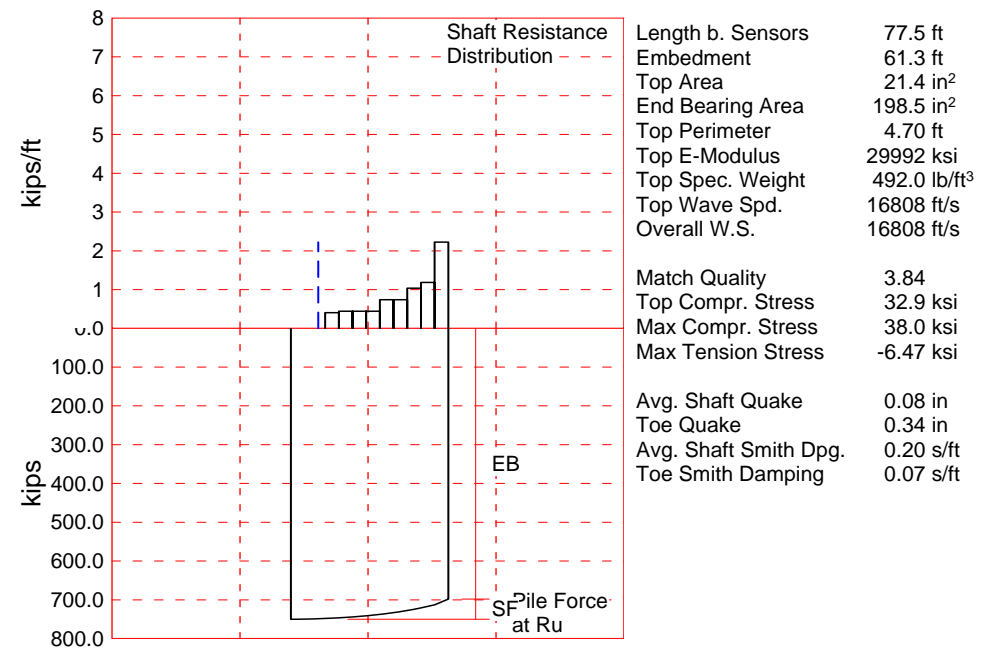 8
Shaft Resistance
Distribution
7
6
5
4
3
2
1
0.0
kips/ft
100.0
200.0
300.0
400.0
500.0
600.0
700.0
800.0
kips
EB
SF
Pile Force
at Ru
Length b. Sensors 77.5 ft
Embedment 61.3 ft
Top Area 21.4 in²
End Bearing Area 198.5 in²
Top Perimeter 4.70 ft
Top E-Modulus 29992 ksi
Top Spec. Weight 492.0 lb/ft³
Top Wave Spd. 16808 ft/s
Overall W.S. 16808 ft/s
Match Quality 3.84
Top Compr. Stress 32.9 ksi
Max Compr. Stress 38.0 ksi
Max Tension Stress -6.47 ksi
Avg. Shaft Quake 0.08 in
Toe Quake 0.34 in
Avg. Shaft Smith Dpg. 0.20 s/ft
Toe Smith Damping 0.07 s/ft